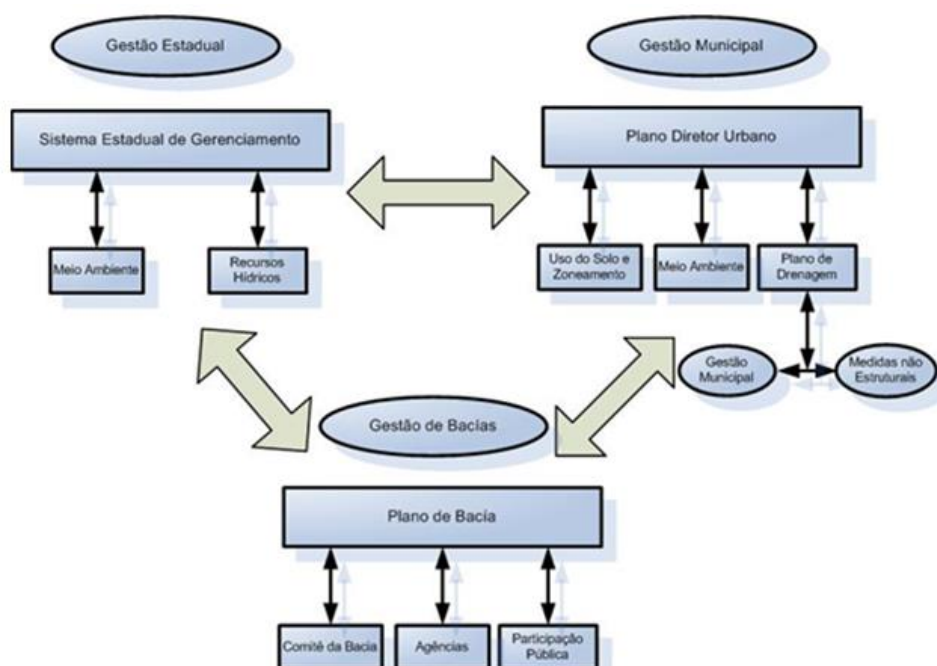 Gestão Estadual
Gestão Municipal
Sistema Estadual de Gerenciamento
Plano Diretor Urbano
Meio Ambiente
Recursos
Hídricos
Uso do Solo e
Zoneamento
Meio Ambiente
Plano de
Drenagem
Gestão
Municipal
Medidas não
Estruturais
Gestão de Bacias
Plano de Bacia
Comitê da Bacia
Agências
Participação
Pública